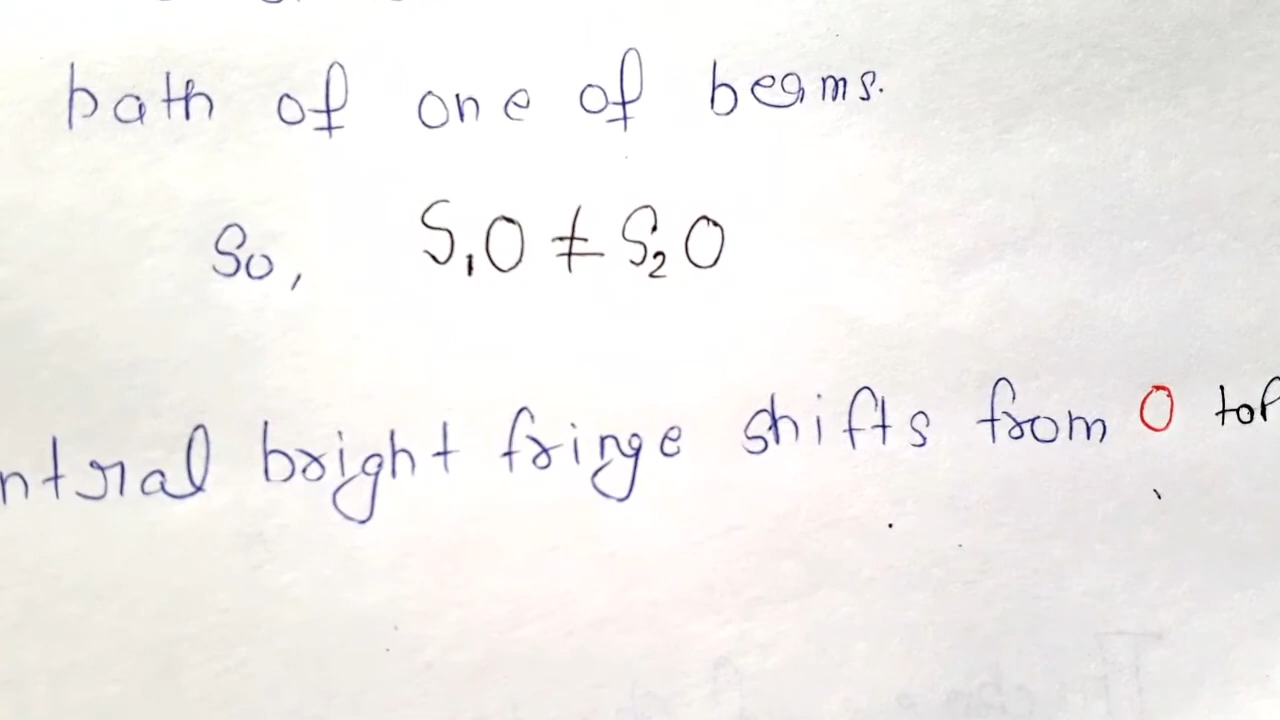 path of one of beams.
So, S₁O ≠ S₂O
ntral bright fringe shifts from O to